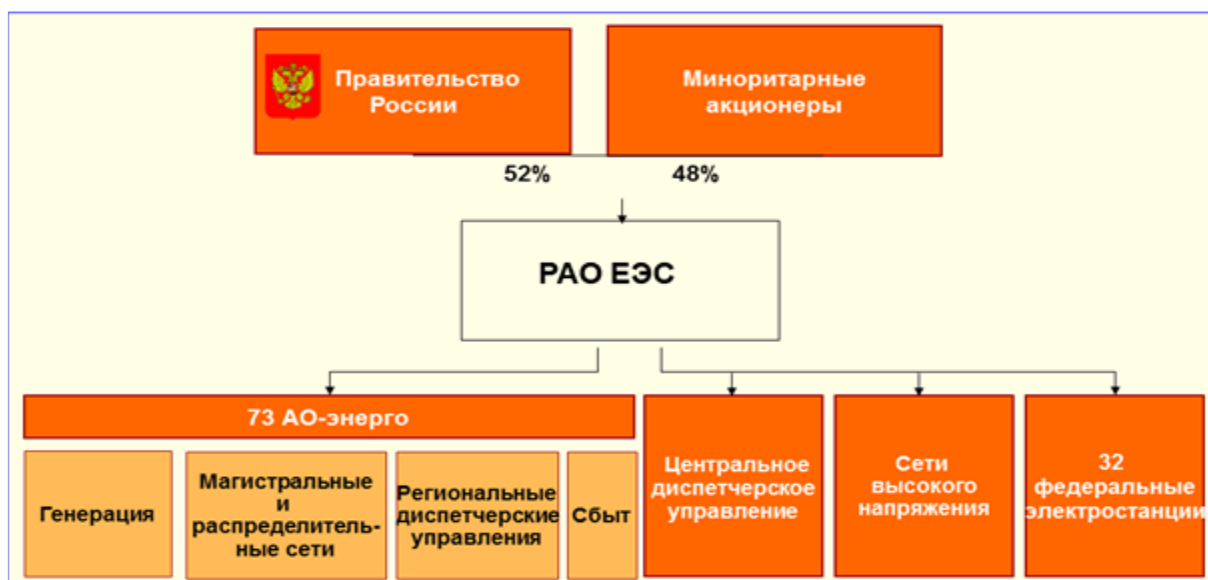 Правительство
России
Миноритарные
акционеры
52%
48%
РАО ЕЭС
73 АО-энерго
Генерация
Магистральные
и
распределитель-
ные сети
Региональные
диспетчерские
управления
Сбыт
Центральное
диспетчерское
управление
Сети
высокого
напряжения
32
федеральные
электростанции